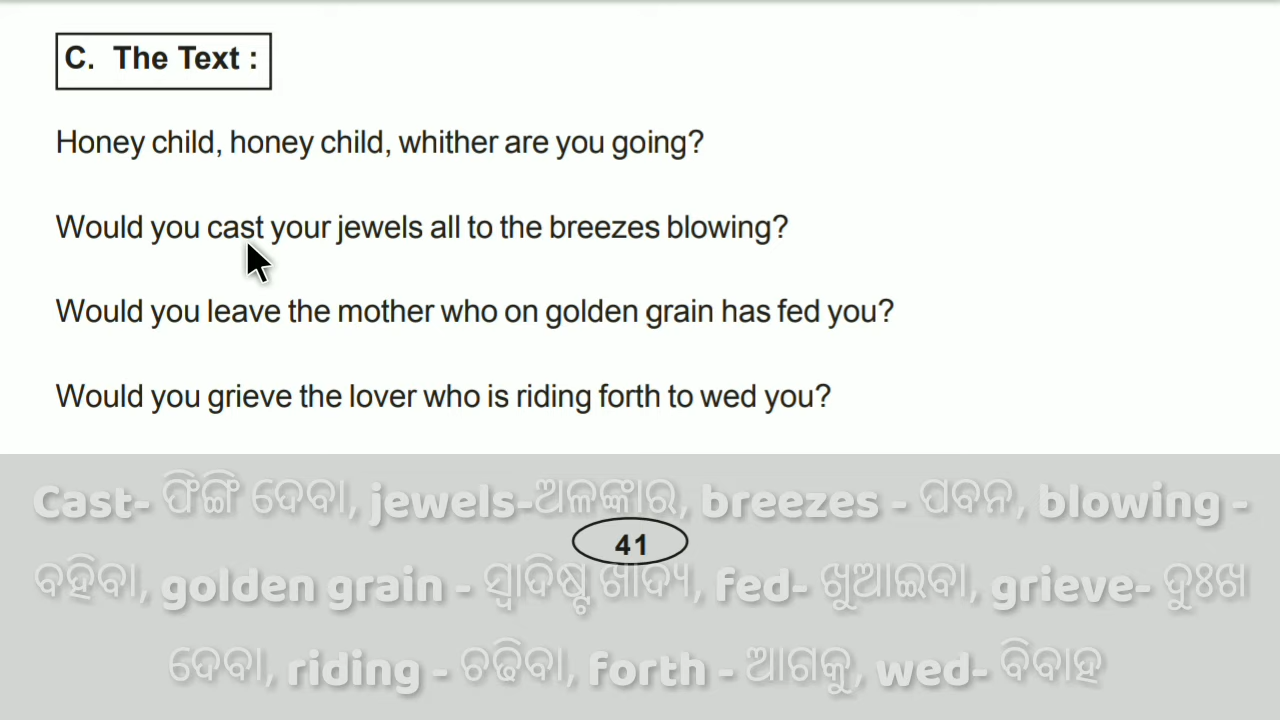 C. The Text :
Honey child, honey child, whither are you going?
Would you cast your jewels all to the breezes blowing?
Would you leave the mother who on golden grain has fed you?
Would you grieve the lover who is riding forth to wed you?
Cast- ଫିଙ୍ଗି ଦେବା, jewels-ଅଳଙ୍କାର, breezes - ପବନ, blowing -
41
ବହିବା, golden grain - ସ୍ୱାଦିଷ୍ଟ ଖାଦ୍ୟ, fed- ଖୁଆଇବା, grieve- ଦୁଃଖ
ଦେବା, riding - ଚଢିବା, forth - ଆଗକୁ, wed- ବିବାହ